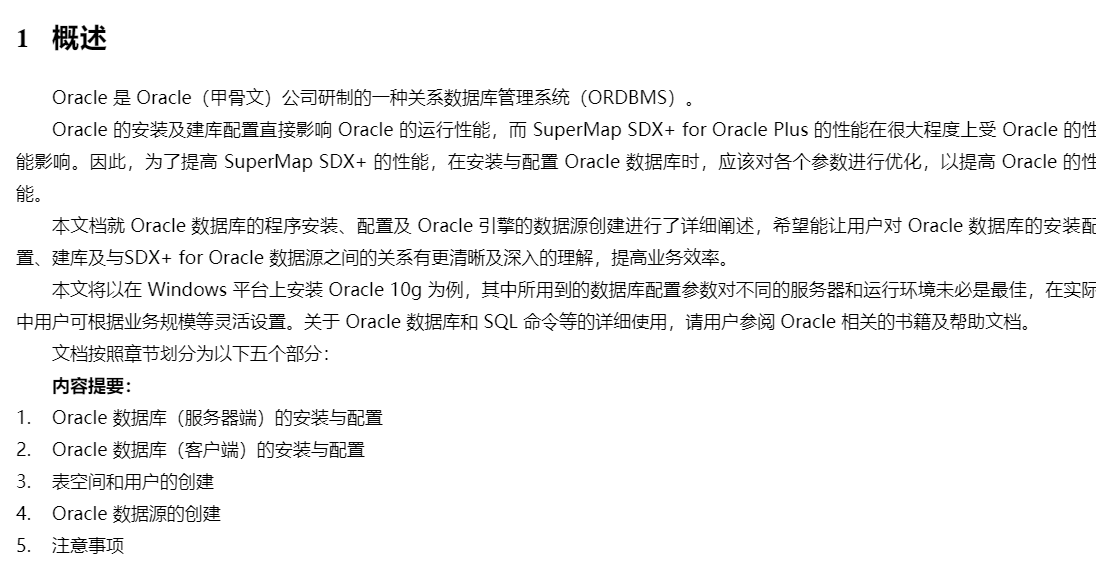 1 概述
Oracle 是 Oracle（甲骨文）公司研制的一种关系数据库管理系统（ORDBMS）。
Oracle 的安装及建库配置直接影响 Oracle 的运行性能，而 SuperMap SDX+ for Oracle Plus 的性能在很大程度上受 Oracle 的性
能影响。因此，为了提高 SuperMap SDX+ 的性能，在安装与配置 Oracle 数据库时，应该对各个参数进行优化，以提高 Oracle 的性
能。
本文档就 Oracle 数据库的程序安装、配置及 Oracle 引擎的数据源创建进行了详细阐述，希望能让用户对 Oracle 数据库的安装配
置、建库及与SDX+ for Oracle 数据源之间的关系有更清晰及深入的理解，提高业务效率。
本文将以在 Windows 平台上安装 Oracle 10g 为例，其中所用到的数据库配置参数对不同的服务器和运行环境未必是最佳，在实际
中用户可根据业务规模等灵活设置。关于 Oracle 数据库和 SQL 命令等的详细使用，请用户参阅 Oracle 相关的书籍及帮助文档。
文档按照章节划分为以下五个部分：
内容提要：
1. Oracle 数据库（服务器端）的安装与配置
2. Oracle 数据库（客户端）的安装与配置
3. 表空间和用户的创建
4. Oracle 数据源的创建
5. 注意事项